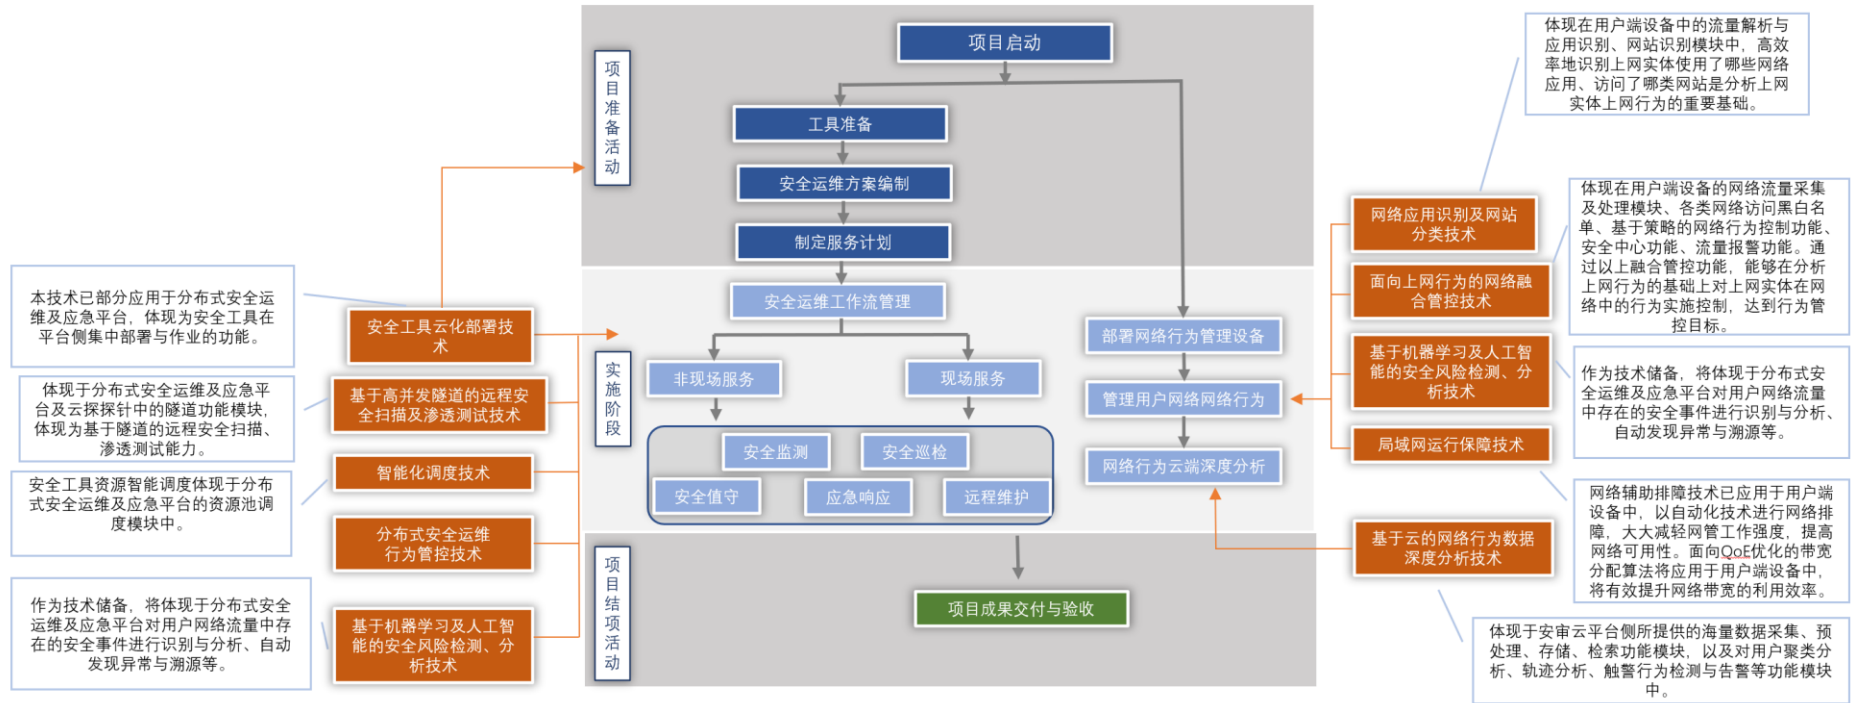 项目准备活动
项目启动
工具准备
安全运维方案编制
制定服务计划
实施阶段
安全运维工作流管理
非现场服务
现场服务
安全监测
安全巡检
安全值守
应急响应
远程维护
部署网络行为管理设备
管理用户网络网络行为
网络行为云端深度分析
项目结项活动
项目成果交付与验收
本技术已部分应用于分布式安全运
维及应急平台，体现为安全工具在
平台侧集中部署与作业的功能。
安全工具云化部署技
术
体现于分布式安全运维及应急平
台及云探探针中的隧道功能模块，
体现为基于隧道的远程安全扫描、
渗透测试能力。
基于高并发隧道的远程安
全扫描及渗透测试技术
安全工具资源智能调度体现于分布
式安全运维及应急平台的资源池调
度模块中。
智能化调度技术
分布式安全运维
行为管控技术
作为技术储备，将体现于分布式安全
运维及应急平台对用户网络流量中存
在的安全事件进行识别与分析、自动
发现异常与溯源等。
基于机器学习及人工智
能的安全风险检测、分
析技术
体现在用户端设备中的流量解析与
应用识别、网站识别模块中，高效
率地识别上网实体使用了哪些网络
应用、访问了哪类网站是分析上网
实体上网行为的重要基础。
网络应用识别及网站
分类技术
体现在用户端设备的网络流量采集
及处理模块、各类网络访问黑白名
单、基于策略的网络行为控制功能、
安全中心功能、流量报警功能。通
过以上融合管控功能，能够在分析
上网行为的基础上对上网实体在网
络中的行为实施控制，达到行为管
控目标。
面向上网行为的网络融
合管控技术
基于机器学习及人工智
能的安全风险检测、分
析技术
作为技术储备，将体现于分布式安
全运维及应急平台对用户网络流量
中存在的安全事件进行识别与分析、
自动发现异常与溯源等。
局域网运行保障技术
网络辅助排障技术已应用于用户端
设备中，以自动化技术进行网络排
障，大大减轻网管工作强度，提高
网络可用性。面向QoE优化的带宽
分配算法将应用于用户端设备中，
将有效提升网络带宽的利用效率。
基于云的网络行为数据
深度分析技术
体现于安审云平台侧所提供的海量数据采集、预
处理、存储、检索功能模块，以及对用户聚类分
析、轨迹分析、触警行为检测与告警等功能模块
中。